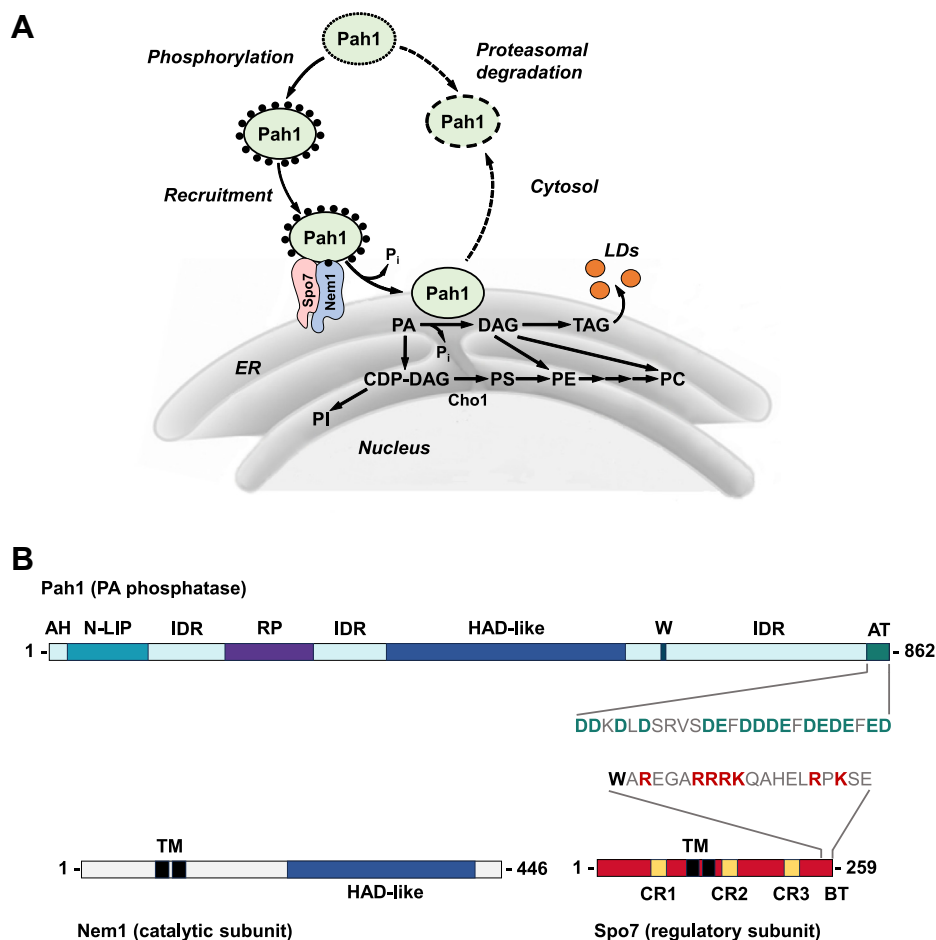 A
Pah1
Phosphorylation
Proteasomal
degradation
Pah1
Pah1
Recruitment
Cytosol
Pah1
Pi
LDs
Spo7
Nem1
Pah1
PA
DAG
TAG
Pi
ER
CDP-DAG
PS
PE
PC
Cho1
PI
Nucleus
B
Pah1 (PA phosphatase)
AH N-LIP IDR RP IDR HAD-like W IDR AT
1 - - 862
DDKDLDSRVSDEFDDDEFDEDEFED
WAREGARRRKQAHELRPKSE
TM
1 - - 446
HAD-like
Nem1 (catalytic subunit)
TM
1 - - 259
CR1 CR2 CR3 BT
Spo7 (regulatory subunit)